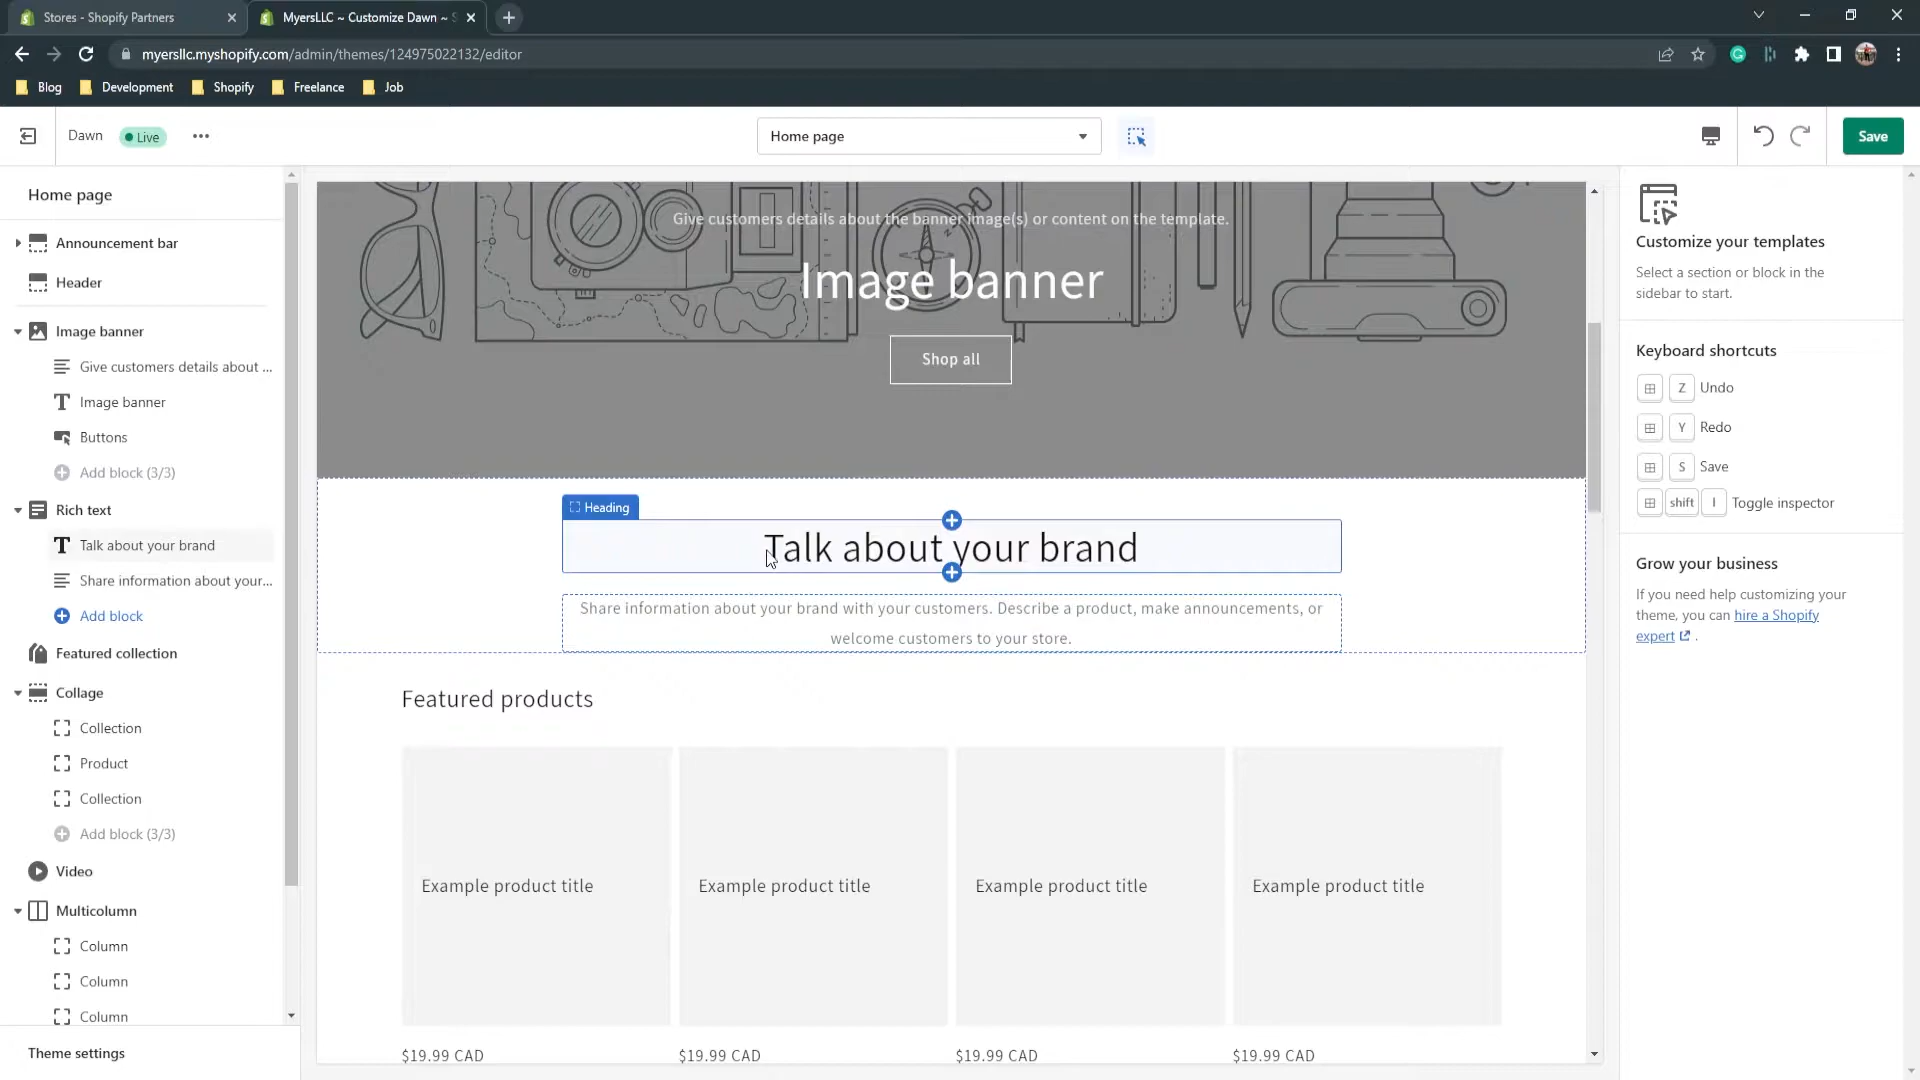 Stores - Shopify Partners
MyersLLC ~ Customize Dawn ~ S
myersllc.myshopify.com/admin/themes/124975022132/editor
Blog
Development
Shopify
Freelance
Job
Dawn
Live
Home page
Save
Home page
Announcement bar
Header
Image banner
Give customers details about ...
Image banner
Buttons
Add block (3/3)
Rich text
Talk about your brand
Share information about your...
Add block
Featured collection
Collage
Collection
Product
Collection
Add block (3/3)
Video
Multicolumn
Column
Column
Column
Theme settings
Give customers details about the banner image(s) or content on the template.
Image banner
Shop all
Heading
Talk about your brand
Share information about your brand with your customers. Describe a product, make announcements, or
welcome customers to your store.
Featured products
Example product title
Example product title
Example product title
Example product title
$19.99 CAD
$19.99 CAD
$19.99 CAD
$19.99 CAD
Customize your templates
Select a section or block in the
sidebar to start.
Keyboard shortcuts
Z Undo
Y Redo
S Save
shift I Toggle inspector
Grow your business
If you need help customizing your
theme, you can hire a Shopify
expert .